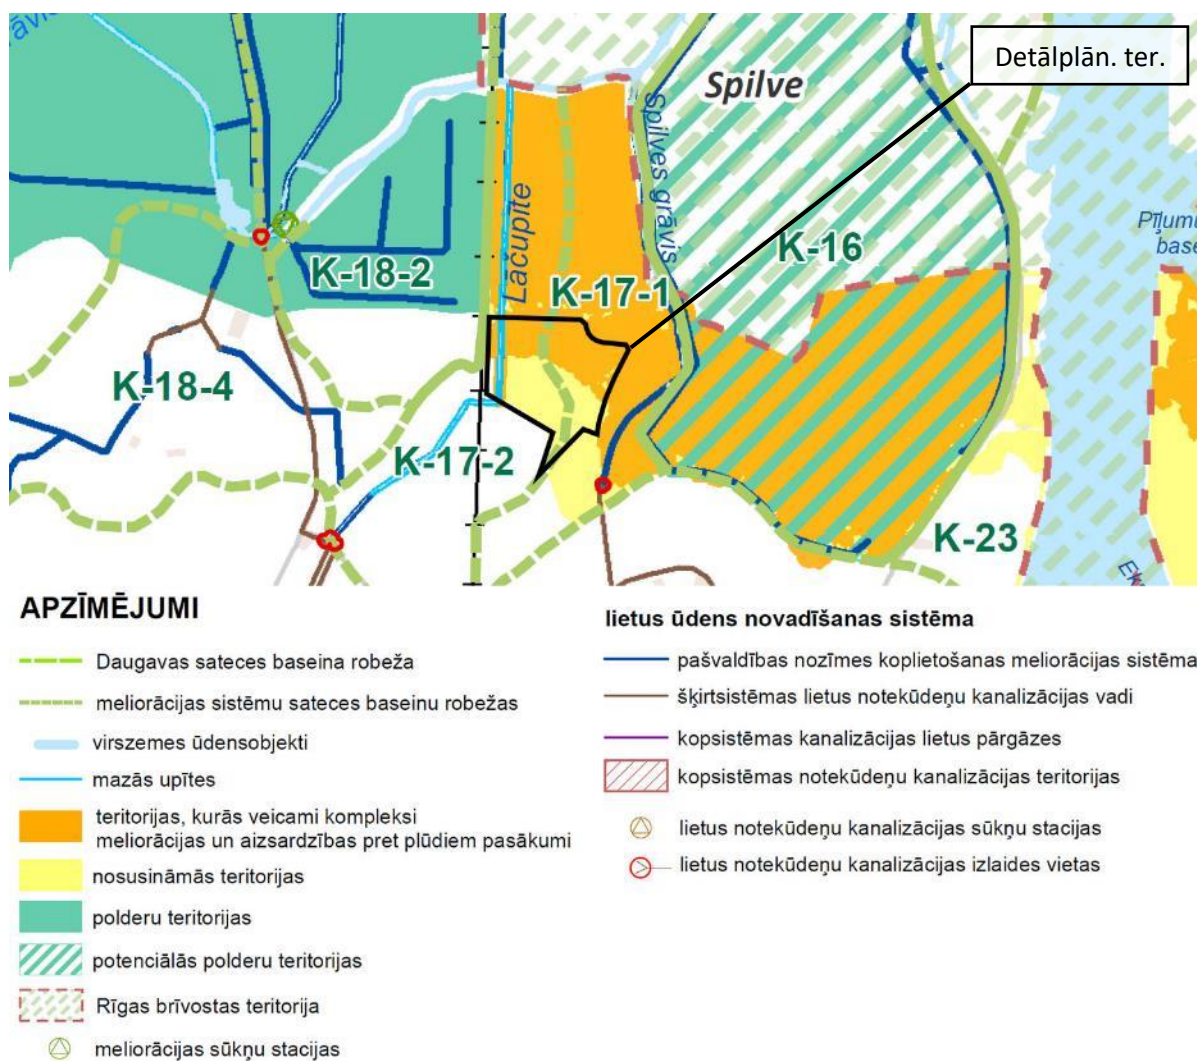 Detālplān. ter.
Spilve
Spilves grāvis
Lāčupīte
K-16
K-18-2
K-17-1
K-18-4
K-17-2
K-23
APZĪMĒJUMI
Daugavas sateces baseina robeža
meliorācijas sistēmu sateces baseinu robežas
virszemes ūdensobjekti
mazās upītes
teritorijas, kurās veicami kompleksi
meliorācijas un aizsardzības pret plūdiem pasākumi
nosusināmās teritorijas
polderu teritorijas
potenciālās polderu teritorijas
Rīgas brīvostas teritorija
meliorācijas sūkņu stacijas
lietus ūdens novadīšanas sistēma
pašvaldības nozīmes koplietošanas meliorācijas sistēma
šķirtsistēmas lietus notekūdeņu kanalizācijas vadi
kopsistēmas kanalizācijas lietus pārgāzes
kopsistēmas notekūdeņu kanalizācijas teritorijas
lietus notekūdeņu kanalizācijas sūkņu stacijas
lietus notekūdeņu kanalizācijas izlaides vietas